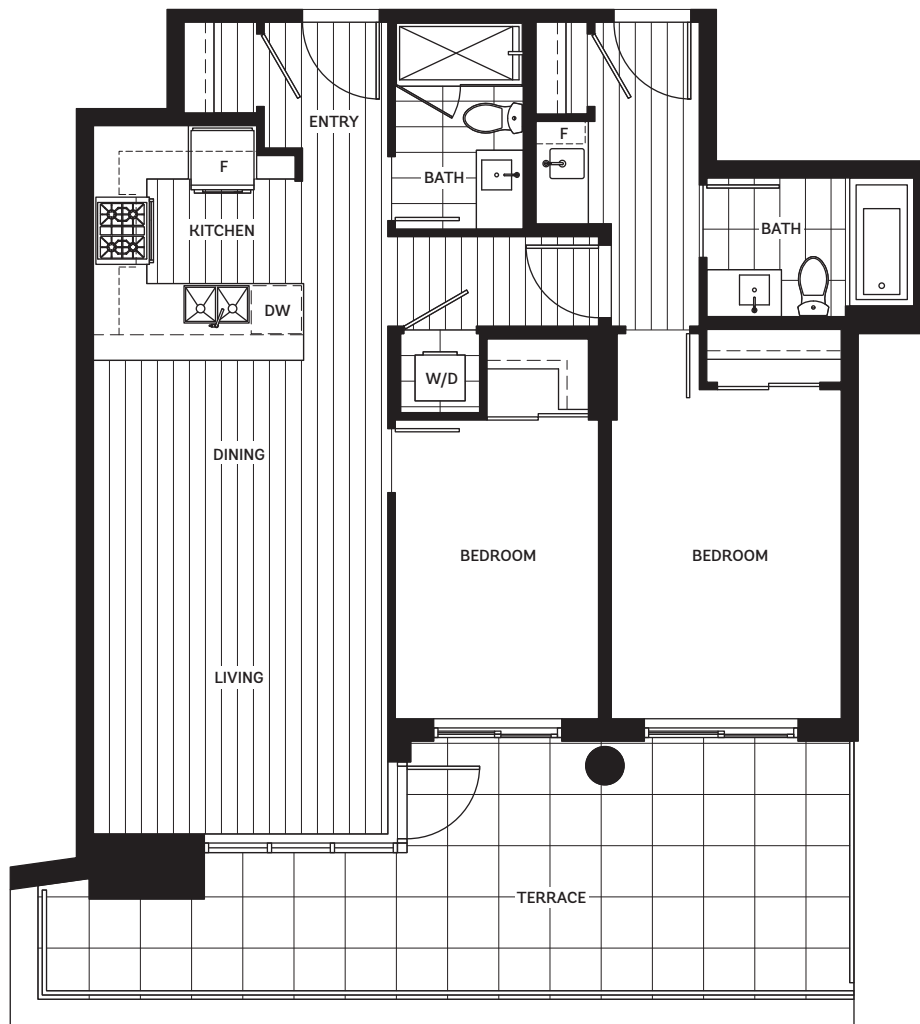 ENTRY
F
F
BATH
KITCHEN
BATH
DW
W/D
DINING
BEDROOM
BEDROOM
LIVING
TERRACE